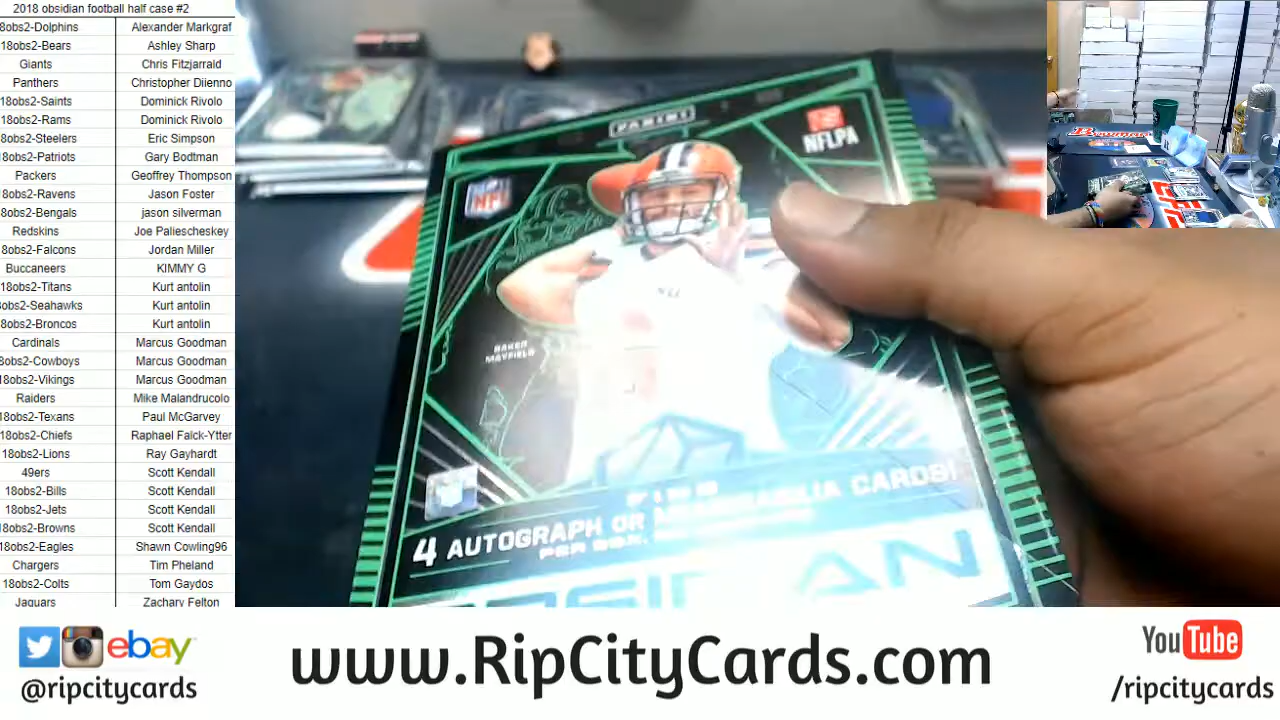 2018 obsidian football half case #2
8obs2-Dolphins Alexander Markgraf
18obs2-Bears Ashley Sharp
Giants Chris Fitzjarrald
Panthers Christopher DiIenno
18obs2-Saints Dominick Rivolo
18obs2-Rams Dominick Rivolo
8obs2-Steelers Eric Simpson
18obs2-Patriots Gary Bodtman
Packers Geoffrey Thompson
18obs2-Ravens Jason Foster
8obs2-Bengals jason silverman
Redskins Joe Paliescheskey
18obs2-Falcons Jordan Miller
Buccaneers KIMMY G
18obs2-Titans Kurt antolin
8obs2-Seahawks Kurt antolin
8obs2-Broncos Kurt antolin
Cardinals Marcus Goodman
8obs2-Cowboys Marcus Goodman
18obs2-Vikings Marcus Goodman
Raiders Mike Malandrucolo
18obs2-Texans Paul McGarvey
18obs2-Chiefs Raphael Falck-Ytter
18obs2-Lions Ray Gayhardt
49ers Scott Kendall
18obs2-Bills Scott Kendall
18obs2-Jets Scott Kendall
18obs2-Browns Scott Kendall
18obs2-Eagles Shawn Cowling96
Chargers Tim Pheland
18obs2-Colts Tom Gaydos
Jaguars Zachary Felton
PANINI
NFL
NFLPA
BAKER
MAYFIELD
4 AUTOGRAPH OR MEMORABILIA CARDS!
PER BOX
OBSIDIAN
ebay
@ripcitycards
www.RipCityCards.com
YouTube
/ripcitycards